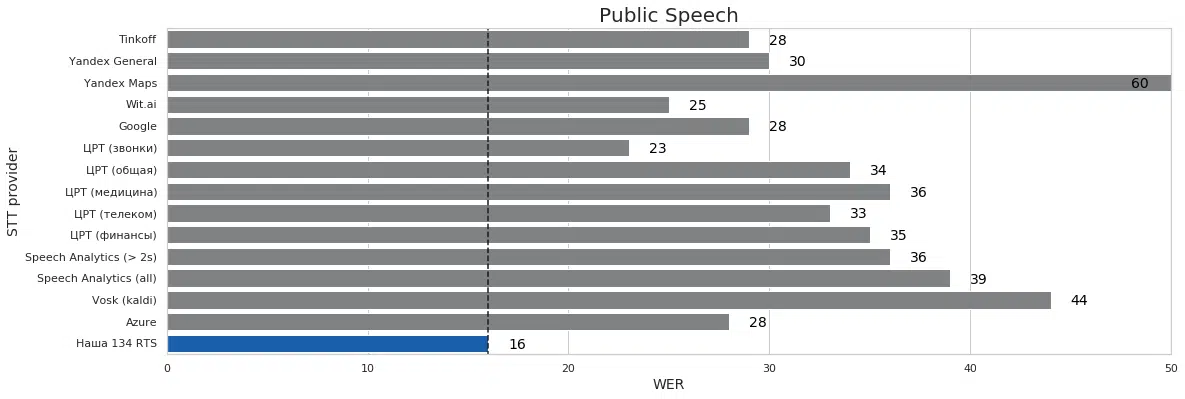 Public Speech
STT provider
Tinkoff 28
Yandex General 30
Yandex Maps 60
Wit.ai 25
Google 28
ЦРТ (звонки) 23
ЦРТ (общая) 34
ЦРТ (медицина) 36
ЦРТ (телеком) 33
ЦРТ (финансы) 35
Speech Analytics (> 2s) 36
Speech Analytics (all) 39
Vosk (kaldi) 44
Azure 28
Наша 134 RTS 16
0 10 20 30 40 50
WER